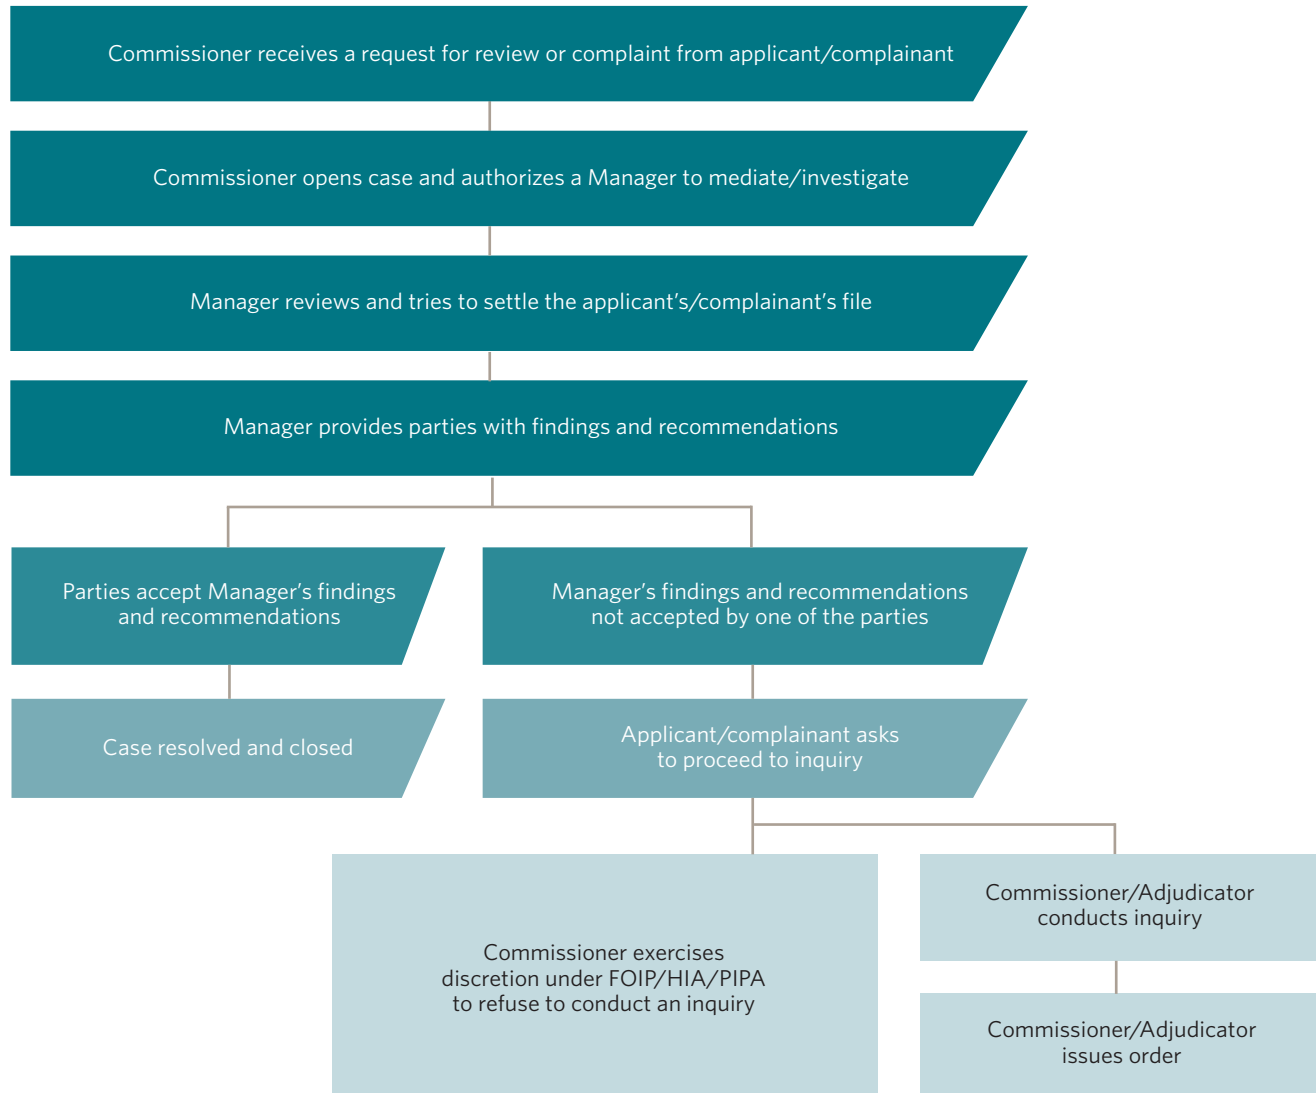 Commissioner receives a request for review or complaint from applicant/complainant
Commissioner opens case and authorizes a Manager to mediate/investigate
Manager reviews and tries to settle the applicant’s/complainant’s file
Manager provides parties with findings and recommendations
Parties accept Manager’s findings
and recommendations
Manager’s findings and recommendations
not accepted by one of the parties
Case resolved and closed
Applicant/complainant asks
to proceed to inquiry
Commissioner exercises
discretion under FOIP/HIA/PIPA
to refuse to conduct an inquiry
Commissioner/Adjudicator
conducts inquiry
Commissioner/Adjudicator
issues order